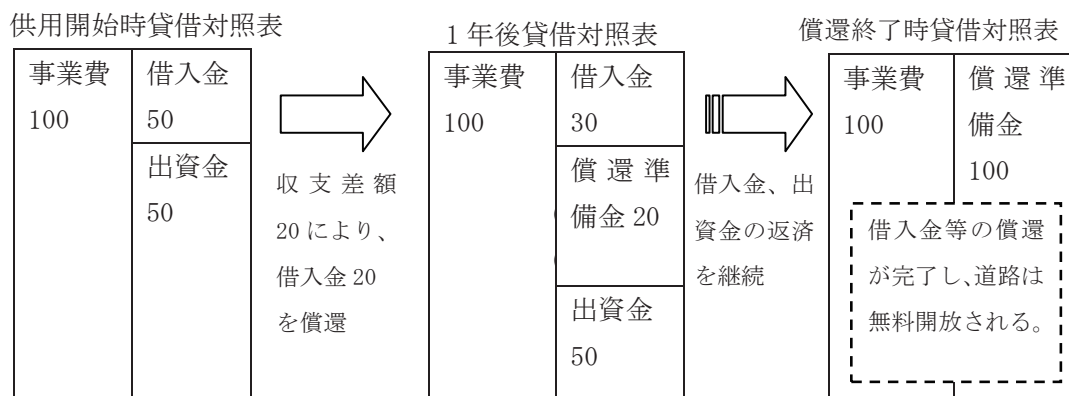 供用開始時貸借対照表
事業費
100
借入金
50
出資金
50
収支差額
20により、
借入金20
を償還
1年後貸借対照表
事業費
100
借入金
30
償還準
備金20
出資金
50
借入金、出
資金の返済
を継続
償還終了時貸借対照表
事業費
100
償還準
備金
100
借入金等の償還
が完了し、道路は
無料開放される。